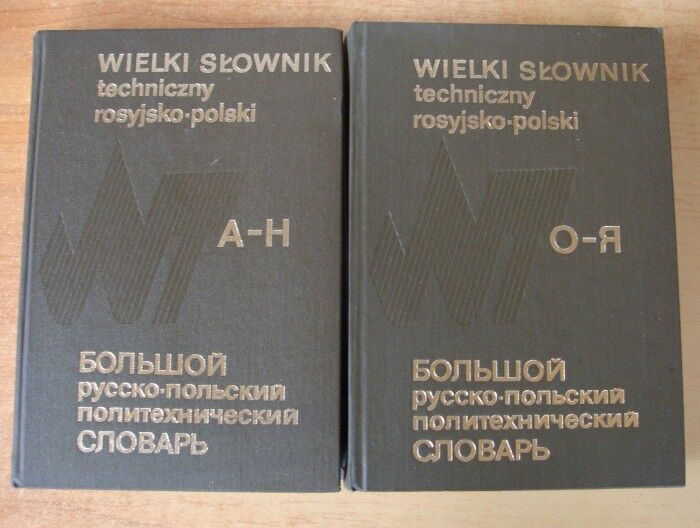 WIELKI SŁOWNIK
techniczny
rosyjsko-polski
А-Н
БОЛЬШОЙ
русско-польский
политехнический
СЛОВАРЬ
WIELKI SŁOWNIK
techniczny
rosyjsko-polski
О-Я
БОЛЬШОЙ
русско-польский
политехнический
СЛОВАРЬ